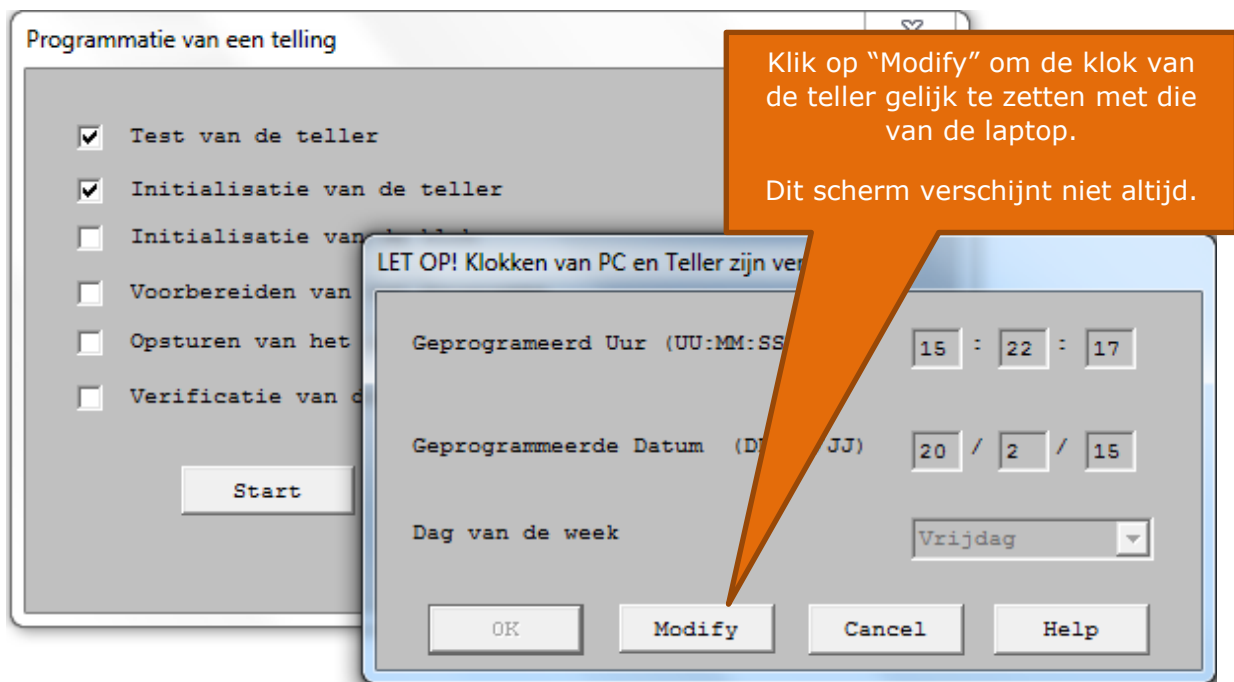 Programmatie van een telling
Klik op “Modify” om de klok van
de teller gelijk te zetten met die
van de laptop.
Dit scherm verschijnt niet altijd.
Test van de teller
Initialisatie van de teller
Initialisatie van
Voorbereiden van
Opsturen van het
Verificatie van
Start
LET OP! Klokken van PC en Teller zijn
Geprogrameerd Uur (UU:MM:SS
15 : 22 : 17
Geprogrammeerde Datum JJ)
20 / 2 / 15
Dag van de week
Vrijdag
OK Modify Cancel Help